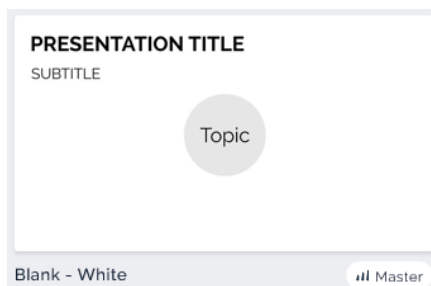 PRESENTATION TITLE
SUBTITLE
Topic
Blank - White
Master